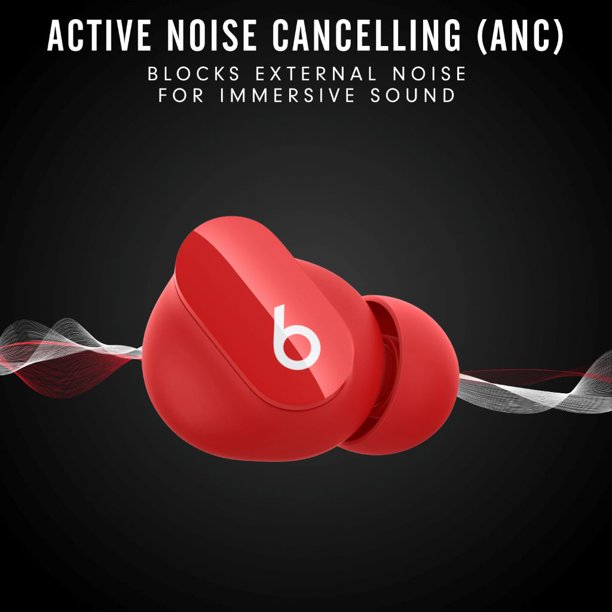 ACTIVE NOISE CANCELLING (ANC)
BLOCKS EXTERNAL NOISE
FOR IMMERSIVE SOUND
b